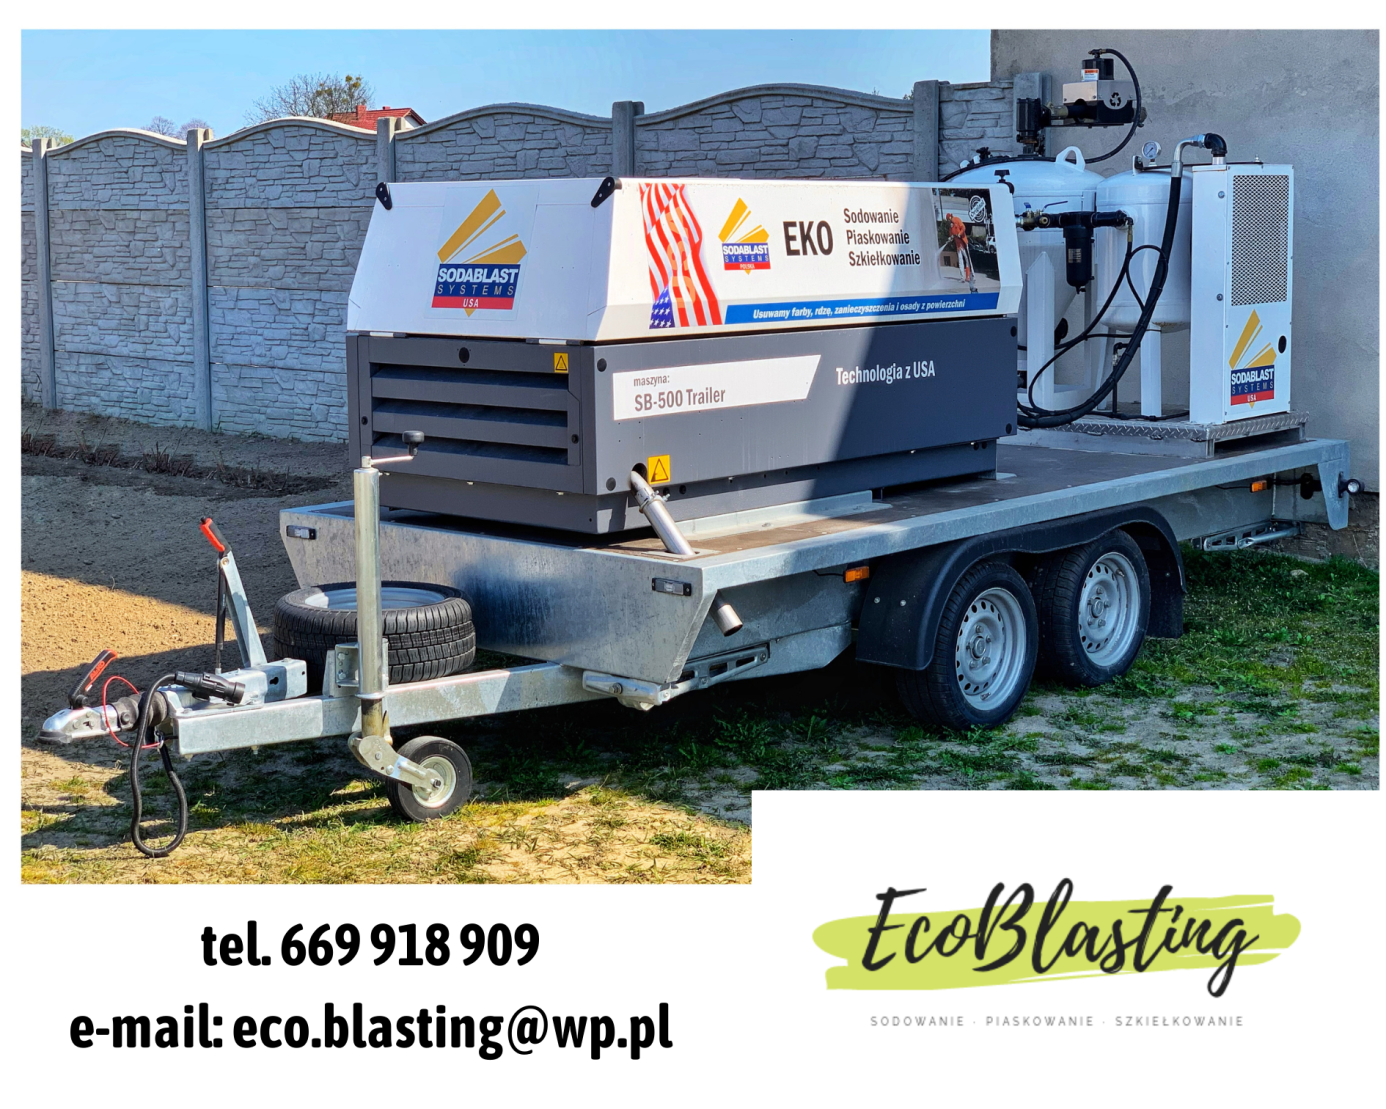 SODABLAST
SYSTEMS
USA
SODABLAST
SYSTEMS
POLSKA
EKO
Sodowanie
Piaskowanie
Szkiełkowanie
Usuwamy farby, rdzę, zanieczyszczenia i osady z powierzchni
maszyna:
SB-500 Trailer
Technologia z USA
SODABLAST
SYSTEMS
USA
tel. 669 918 909
e-mail: eco.blasting@wp.pl
EcoBlasting
SODOWANIE · PIASKOWANIE · SZKIEŁKOWANIE